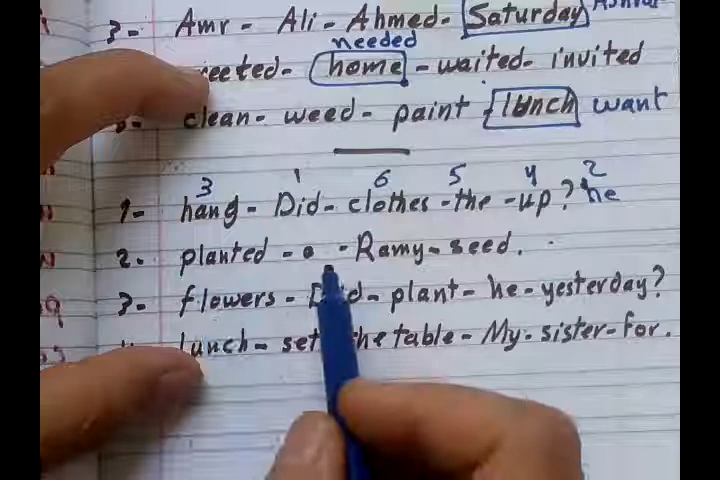 3- Amr - Ali - Ahmed - Saturday
needed
home - waited - invited
clean - weed - paint - lunch want
3 1 6 5 4 2
1- hang - Did - clothes - the - up? he
2. planted - a - Ramy - seed.
3- flowers - Did - plant - he - yesterday?
lunch - set the table - My sister - for.